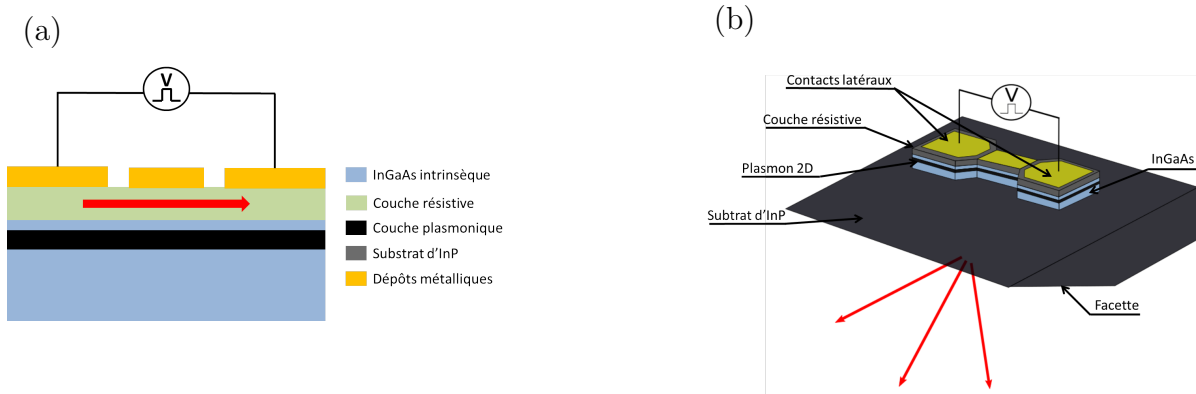 (a)
V
InGaAs intrinsèque
Couche résistive
Couche plasmonique
Substrat d'InP
Dépôts métalliques
(b)
Contacts latéraux
V
Couche résistive
InGaAs
Plasmon 2D
Subtrat d'InP
Facette